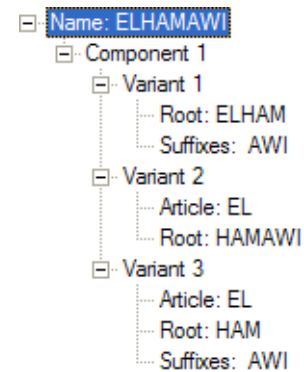 Name: ELHAMAWI
Component 1
Variant 1
Root: ELHAM
Suffixes: AWI
Variant 2
Article: EL
Root: HAMAWI
Variant 3
Article: EL
Root: HAM
Suffixes: AWI